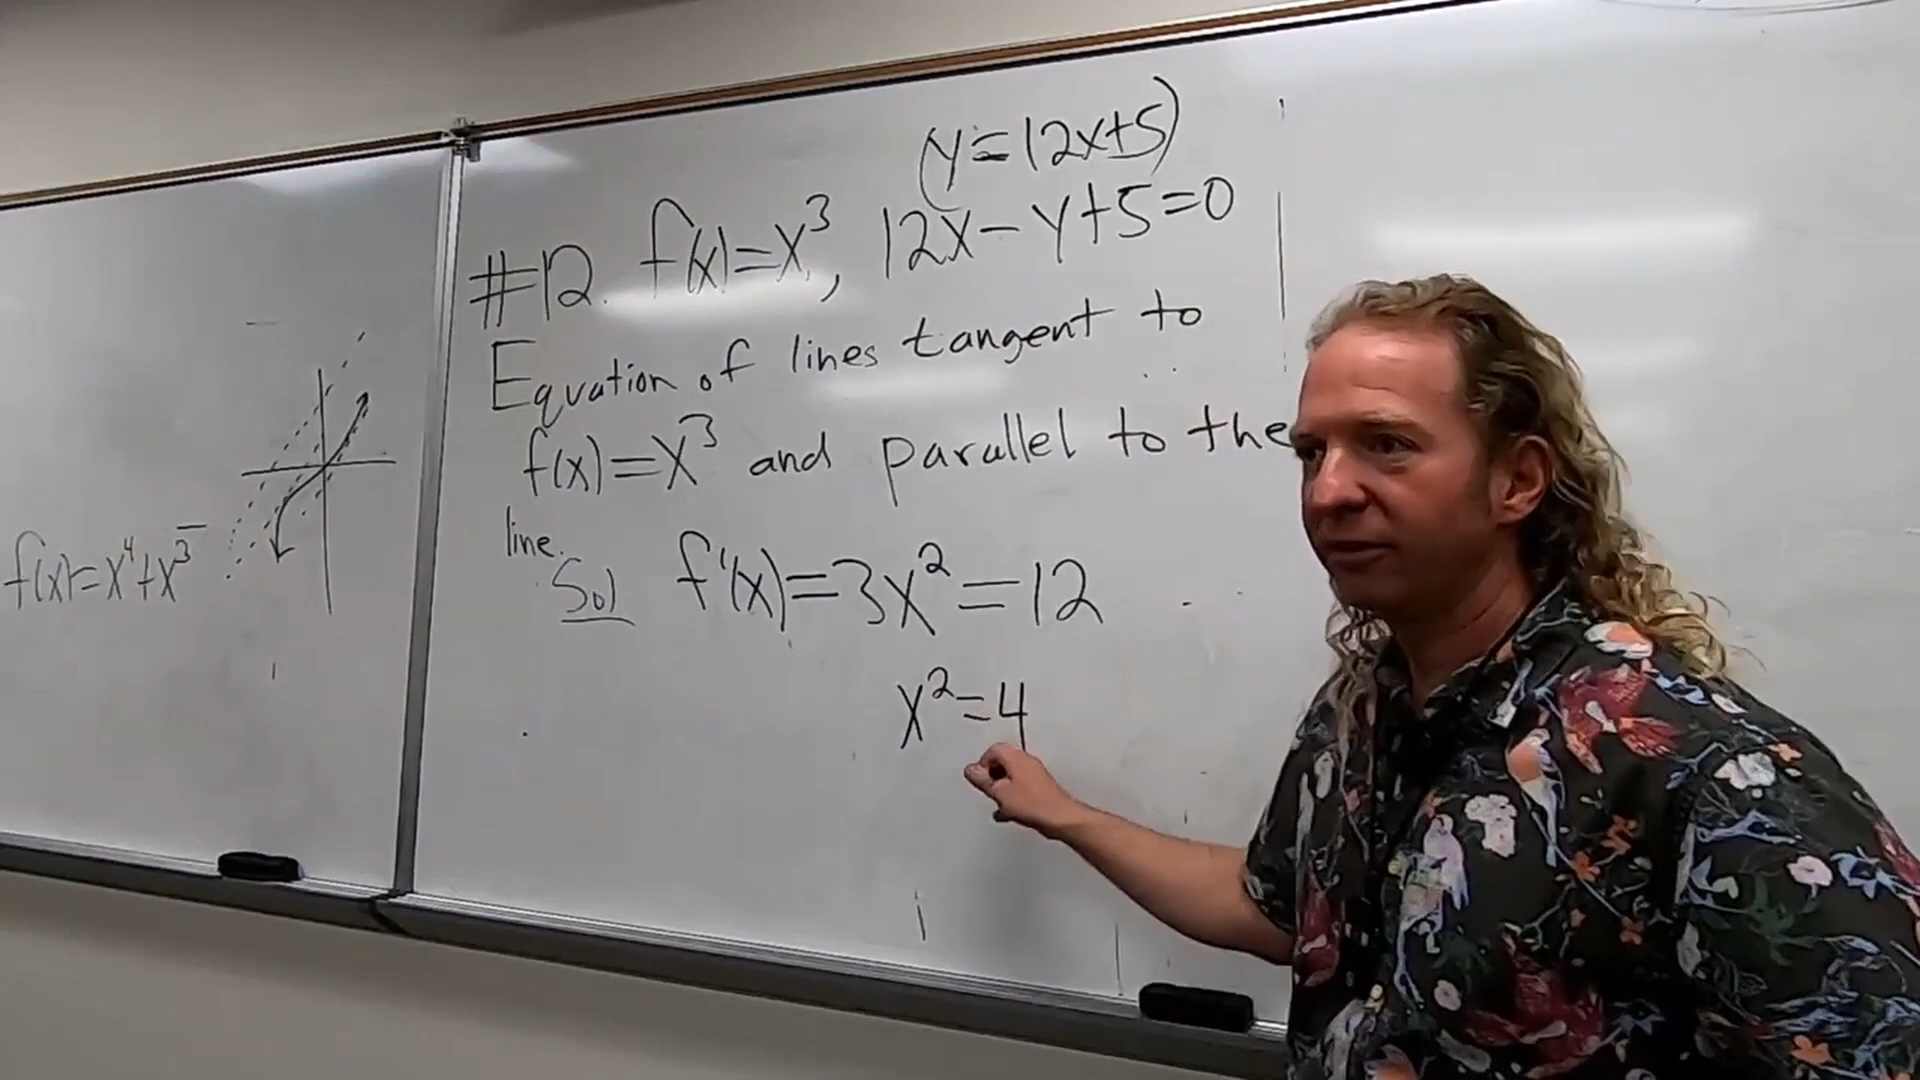 (y=12x+5)
#12. f(x)=x³, 12x-y+5=0
Equation of lines tangent to
f(x)=x³ and parallel to the
line.
Sol f'(x)=3x²=12
x²=4
f(x)=x⁴+x³